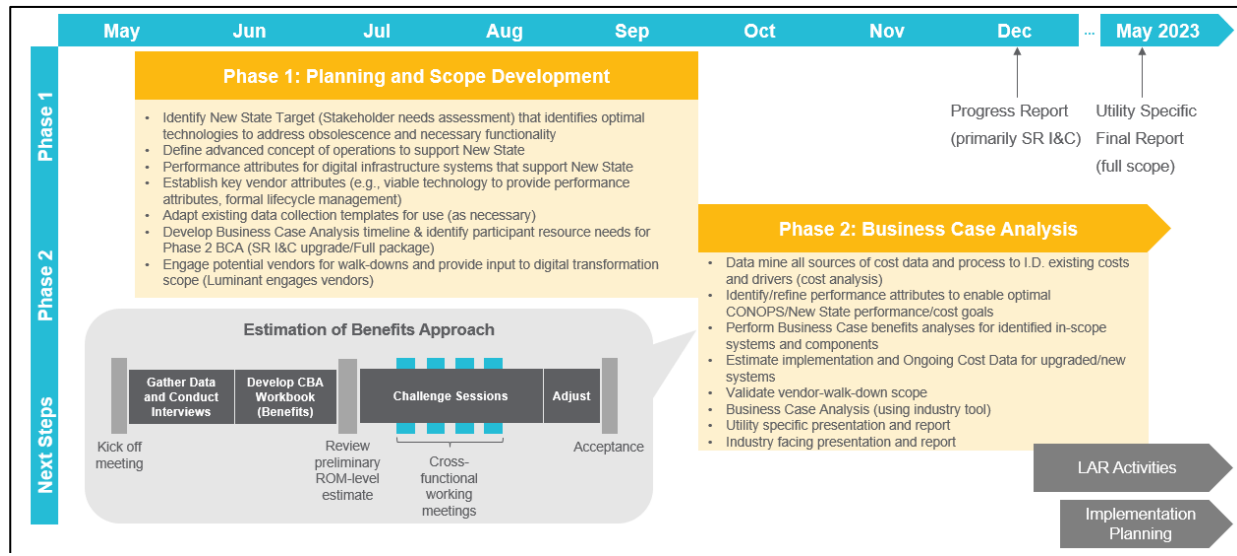 May Jun Jul Aug Sep Oct Nov Dec ... May 2023
Phase 1
Phase 1: Planning and Scope Development
• Identify New State Target (Stakeholder needs assessment) that identifies optimal
technologies to address obsolescence and necessary functionality
• Define advanced concept of operations to support New State
• Performance attributes for digital infrastructure systems that support New State
• Establish key vendor attributes (e.g., viable technology to provide performance
attributes, formal lifecycle management)
• Adapt existing data collection templates for use (as necessary)
• Develop Business Case Analysis timeline & identify participant resource needs for
Phase 2 BCA (SR I&C upgrade/Full package)
• Engage potential vendors for walk-downs and provide input to digital transformation
scope (Luminant engages vendors)
Progress Report
(primarily SR I&C)
Utility Specific
Final Report
(full scope)
Phase 2
Phase 2: Business Case Analysis
• Data mine all sources of cost data and process to I.D. existing costs
and drivers (cost analysis)
• Identify/refine performance attributes to enable optimal
CONOPS/New State performance/cost goals
• Perform Business Case benefits analyses for identified in-scope
systems and components
• Estimate implementation and Ongoing Cost Data for upgraded/new
systems
• Validate vendor-walk-down scope
• Business Case Analysis (using industry tool)
• Utility specific presentation and report
• Industry facing presentation and report
Estimation of Benefits Approach
Gather Data
and Conduct
Interviews
Develop CBA
Workbook
(Benefits)
Challenge Sessions
Adjust
Kick off
meeting
Review
preliminary
ROM-level
estimate
Cross-
functional
working
meetings
Acceptance
Next Steps
LAR Activities
Implementation
Planning